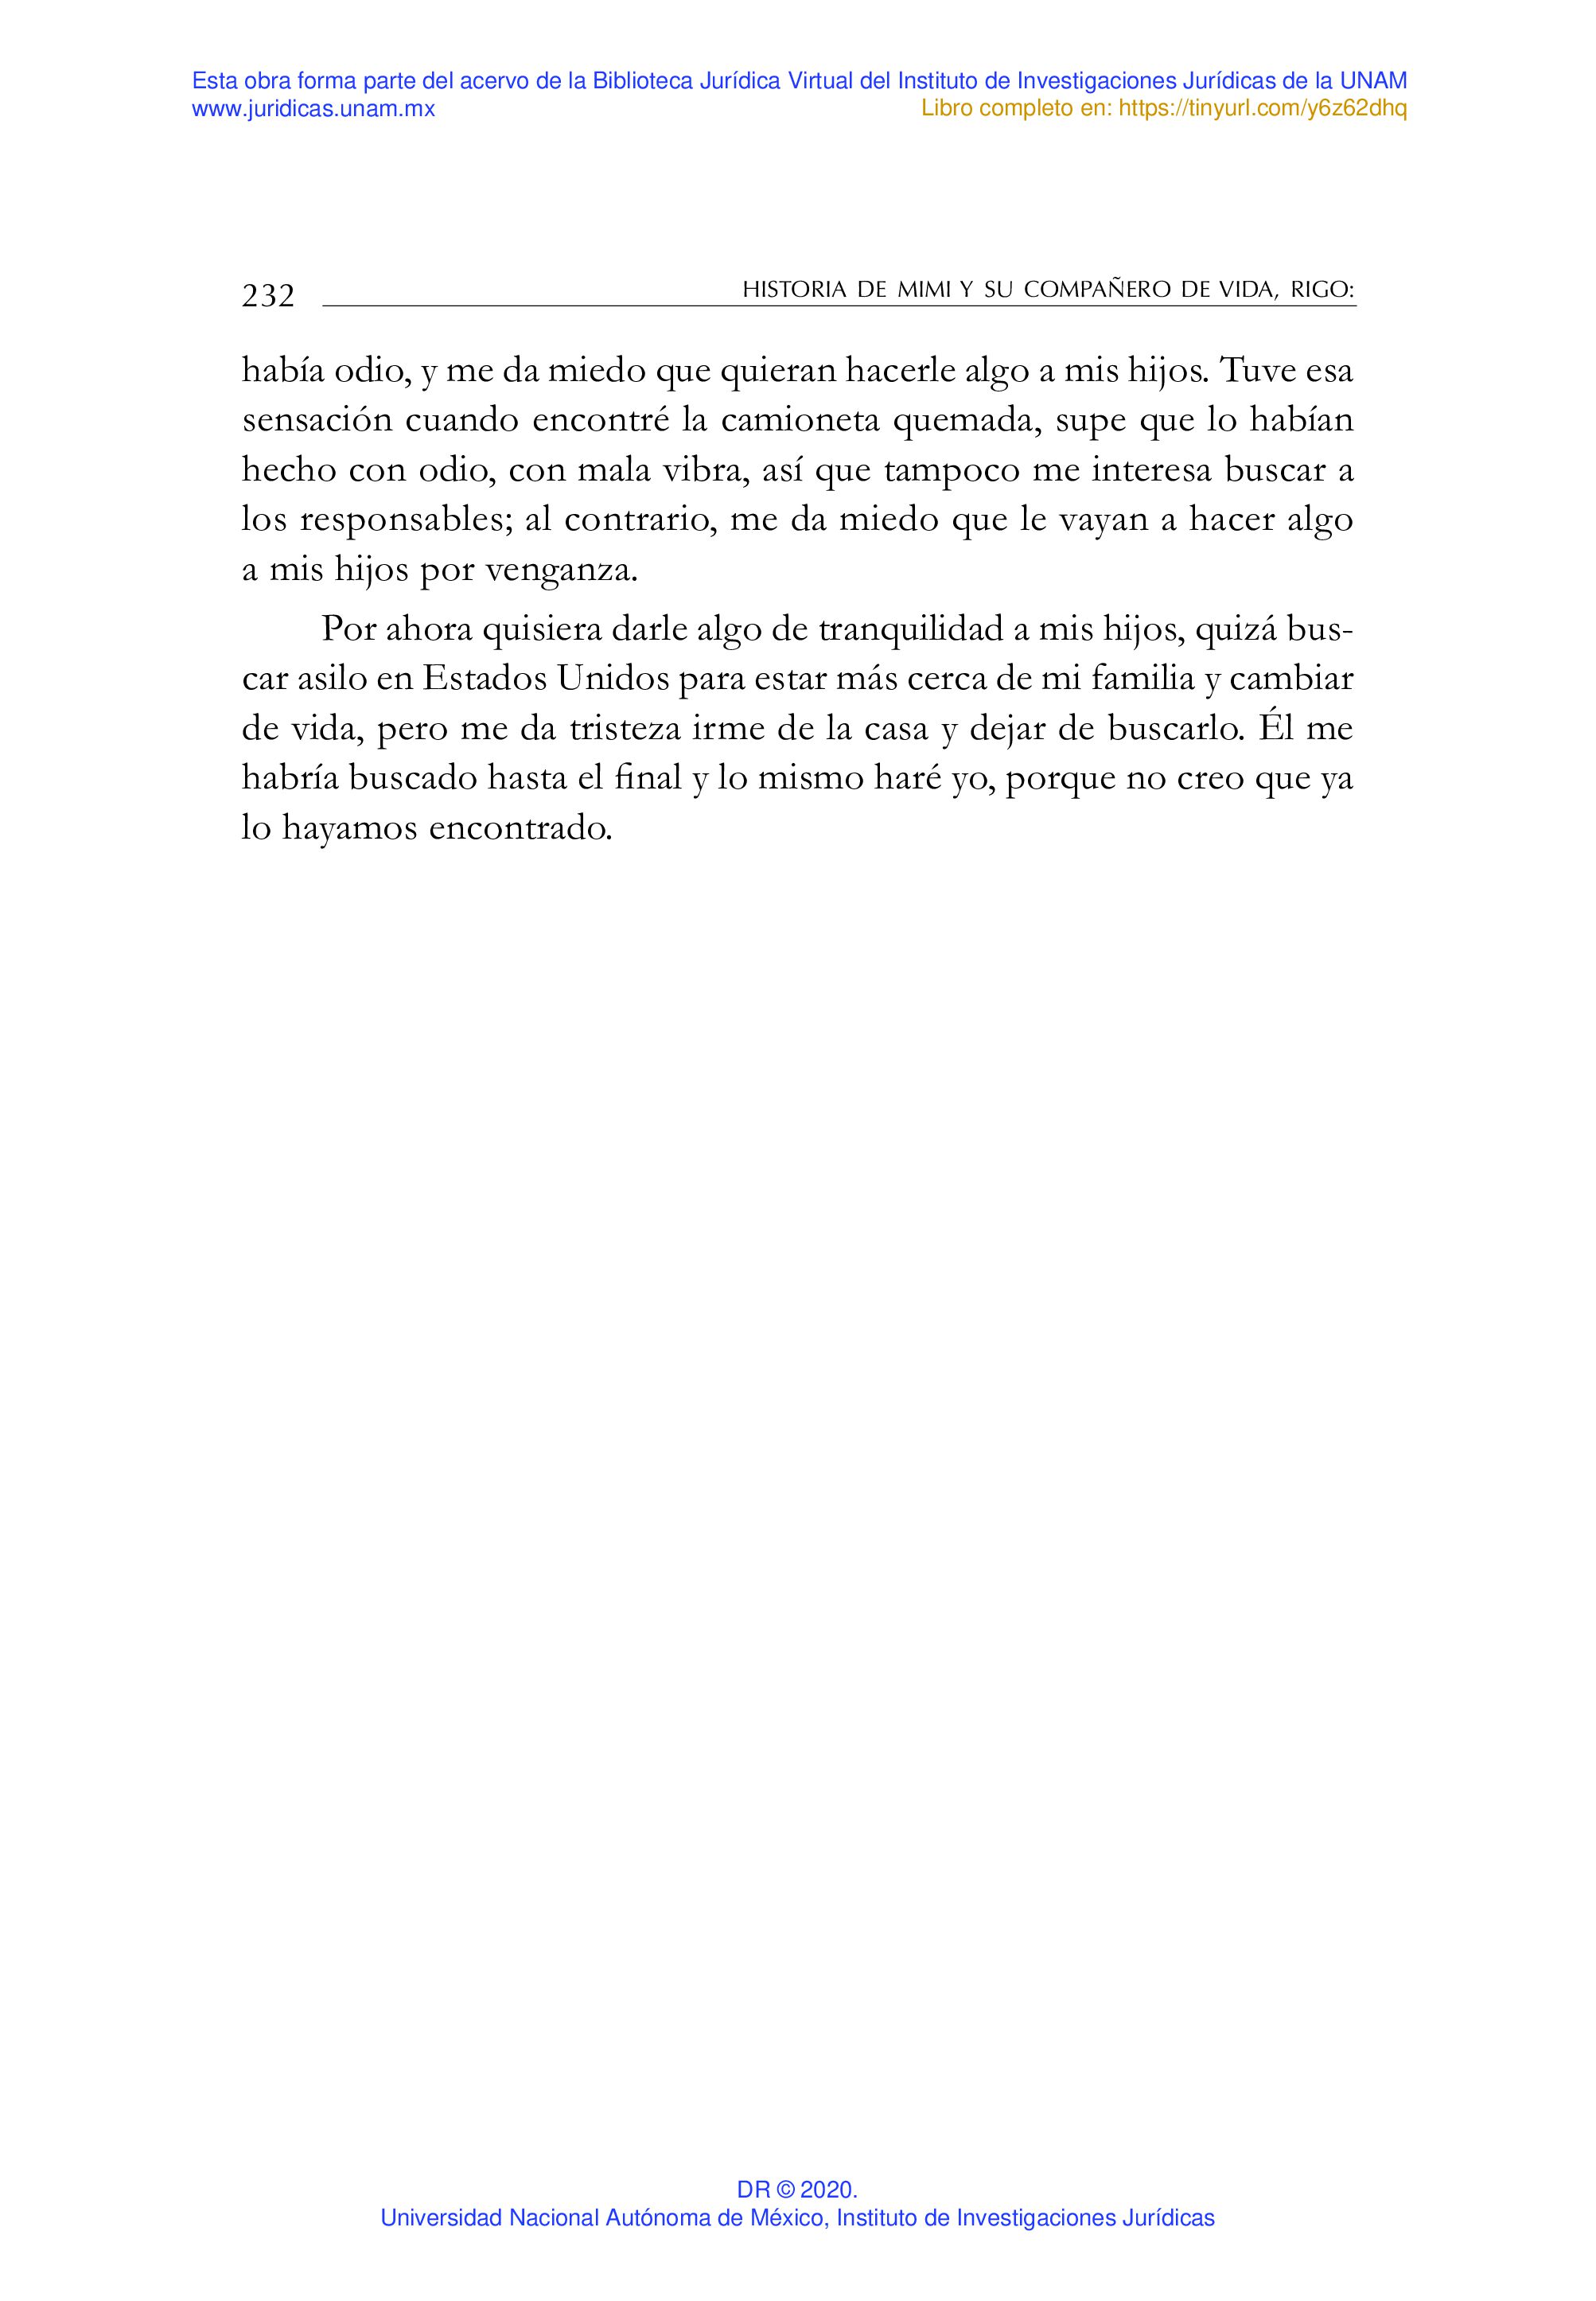 Esta obra forma parte del acervo de la Biblioteca Jurídica Virtual del Instituto de Investigaciones Jurídicas de la UNAM
www.juridicas.unam.mx Libro completo en: https://tinyurl.com/y6z62dhq
232 HISTORIA DE MIMI Y SU COMPAÑERO DE VIDA, RIGO:
había odio, y me da miedo que quieran hacerle algo a mis hijos. Tuve esa
sensación cuando encontré la camioneta quemada, supe que lo habían
hecho con odio, con mala vibra, así que tampoco me interesa buscar a
los responsables; al contrario, me da miedo que le vayan a hacer algo
a mis hijos por venganza.
Por ahora quisiera darle algo de tranquilidad a mis hijos, quizá bus-
car asilo en Estados Unidos para estar más cerca de mi familia y cambiar
de vida, pero me da tristeza irme de la casa y dejar de buscarlo. Él me
habría buscado hasta el final y lo mismo haré yo, porque no creo que ya
lo hayamos encontrado.
DR © 2020.
Universidad Nacional Autónoma de México, Instituto de Investigaciones Jurídicas